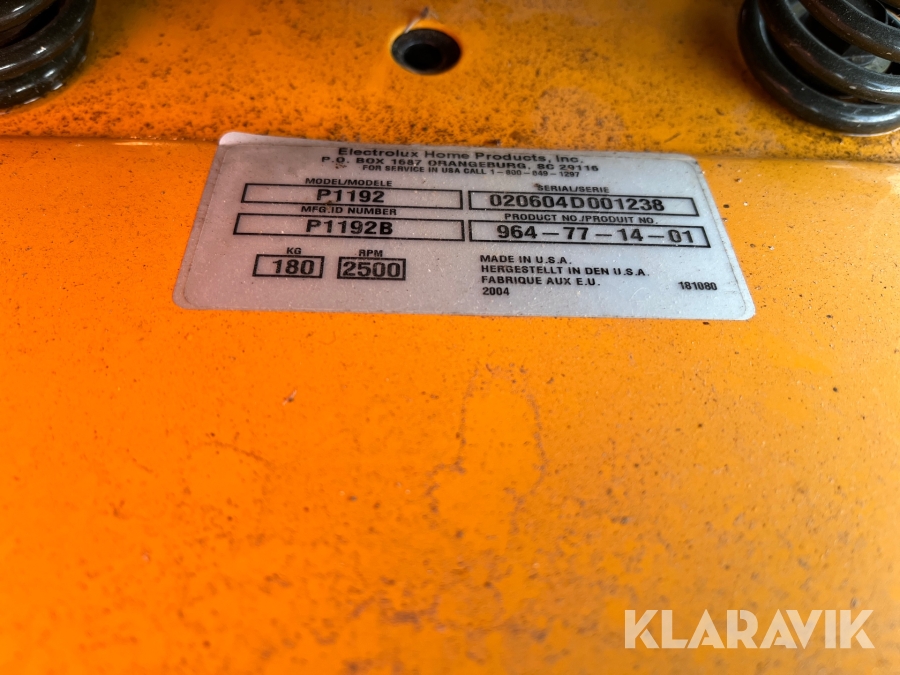 Electrolux Home Products, Inc.
P.O. BOX 1687 ORANGEBURG, SC 29116
FOR SERVICE IN USA CALL 1-800-849-1297
MODEL/MODELE
P1192
SERIAL/SERIE
020604D001238
MFG.ID NUMBER
P1192B
PRODUCT NO./PRODUIT NO.
964-77-14-01
KG
180
RPM
2500
MADE IN U.S.A.
HERGESTELLT IN DEN U.S.A.
FABRIQUE AUX E.U.
2004
181080
KLARAVIK